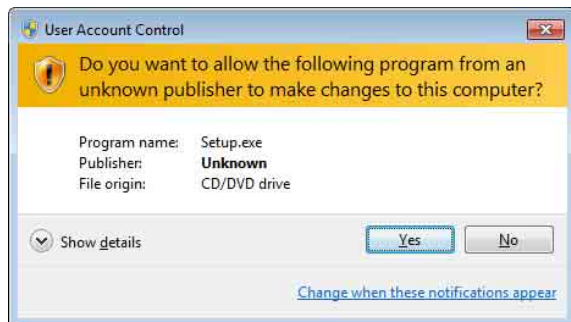 User Account Control
Do you want to allow the following program from an
unknown publisher to make changes to this computer?
Program name: Setup.exe
Publisher: Unknown
File origin: CD/DVD drive
Show details
Yes
No
Change when these notifications appear